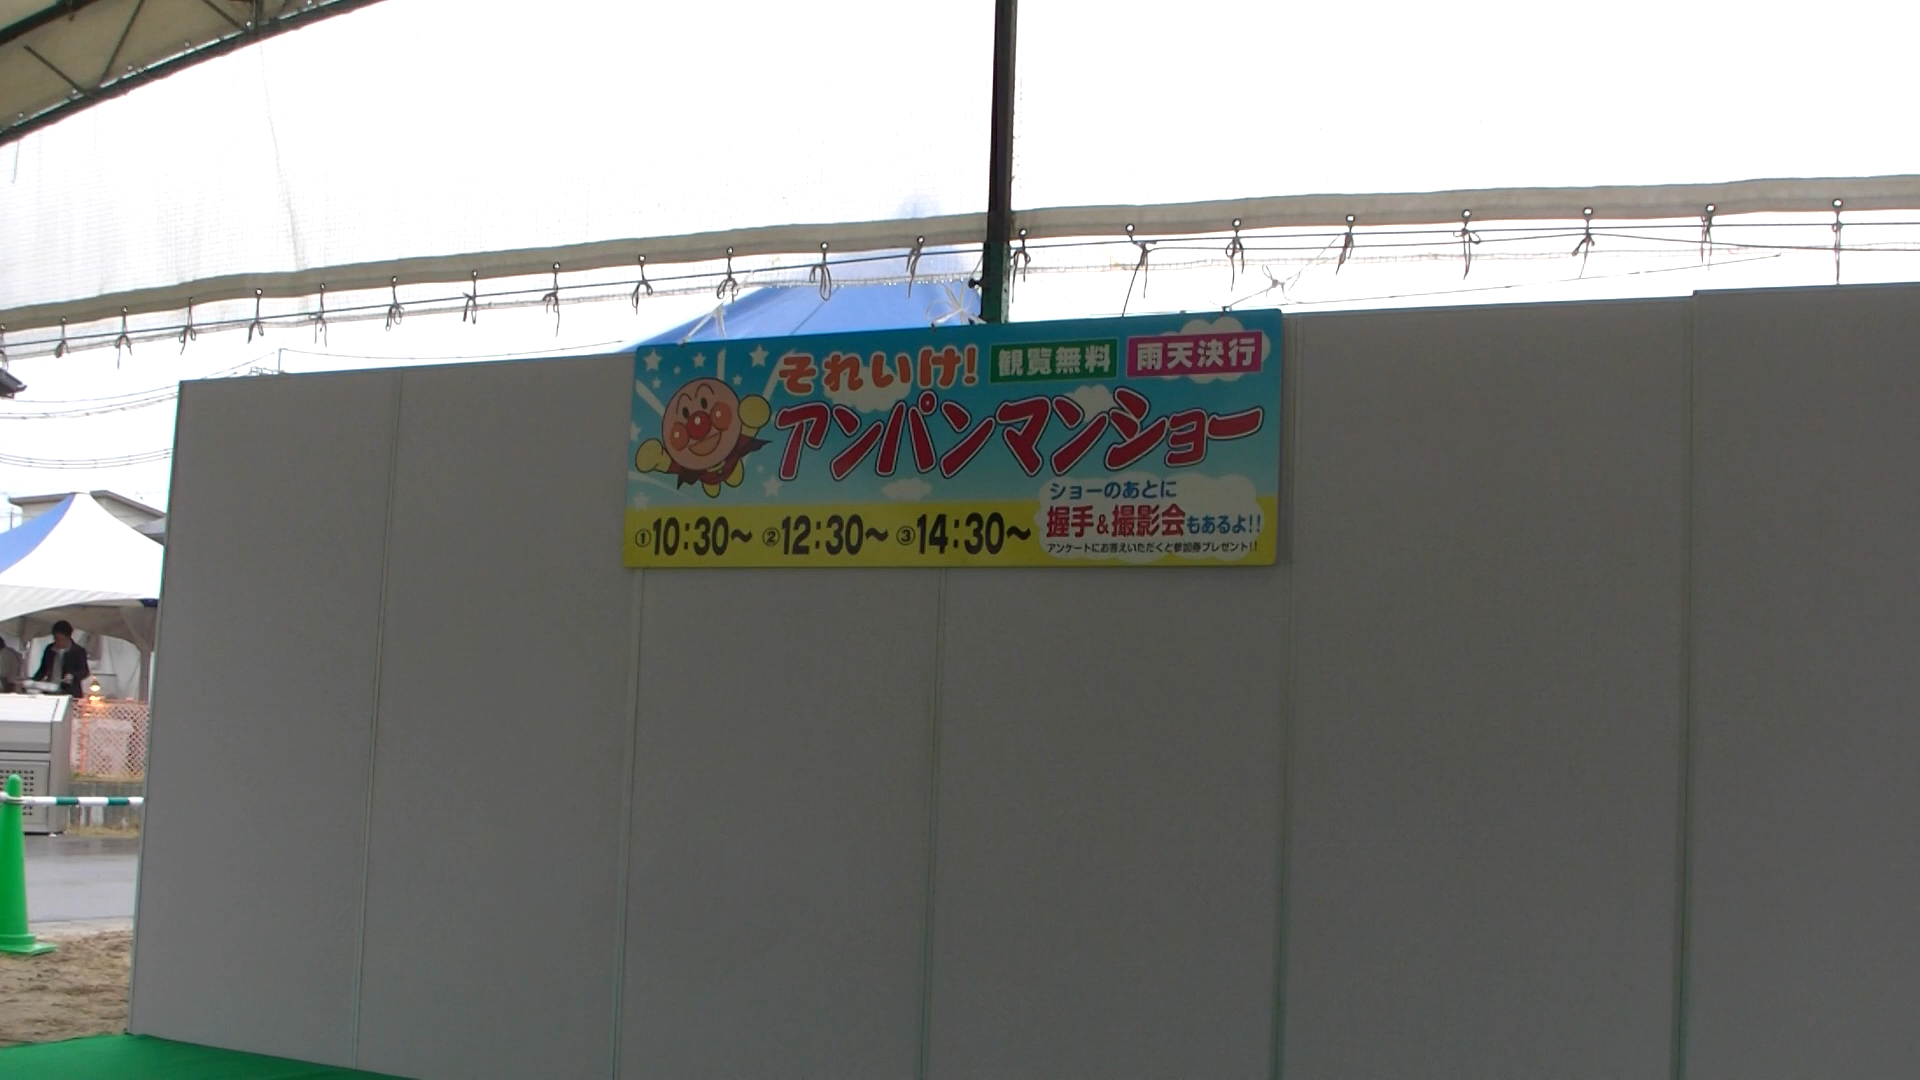 それいけ! 観覧無料 雨天決行
アンパンマンショー
①10:30～ ②12:30～ ③14:30～
ショーのあとに
握手&撮影会もあるよ!!
アンケートにお答えいただくと参加券プレゼント!!